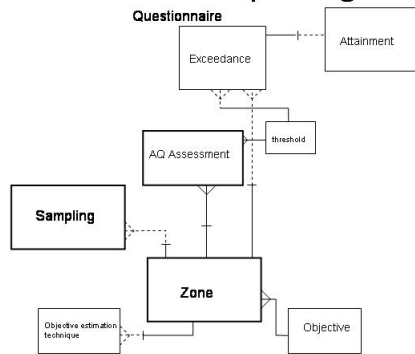 Questionnaire
Exceedance
Attainment
threshold
AQ Assessment
Sampling
Zone
Objective estimation
technique
Objective